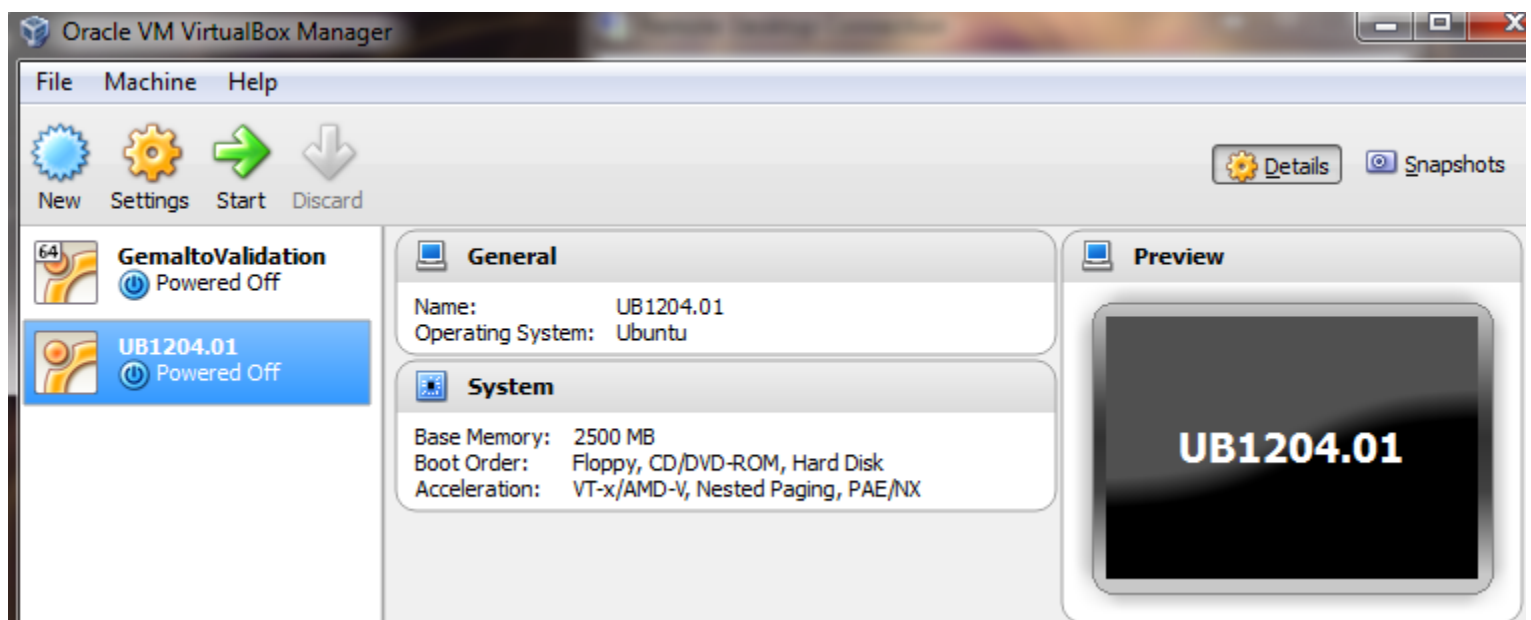 Oracle VM VirtualBox Manager
File Machine Help
New Settings Start Discard
Details Snapshots
64
GemaltoValidation
Powered Off
UB1204.01
Powered Off
General
Name: UB1204.01
Operating System: Ubuntu
System
Base Memory: 2500 MB
Boot Order: Floppy, CD/DVD-ROM, Hard Disk
Acceleration: VT-x/AMD-V, Nested Paging, PAE/NX
Preview
UB1204.01